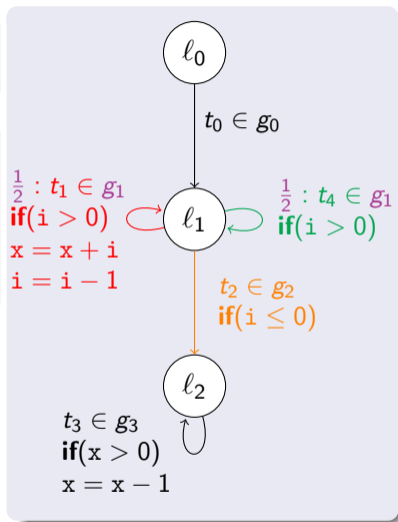 ℓ₀
t₀ ∈ g₀
½ : t₁ ∈ g₁
if(i > 0)
x = x + i
i = i − 1
ℓ₁
½ : t₄ ∈ g₁
if(i > 0)
t₂ ∈ g₂
if(i ≤ 0)
ℓ₂
t₃ ∈ g₃
if(x > 0)
x = x − 1